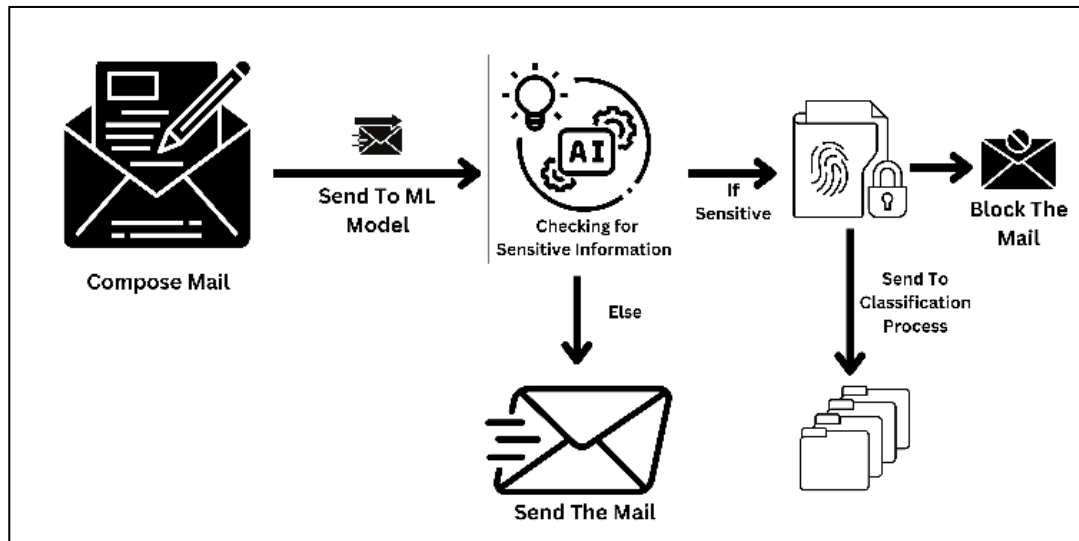 Compose Mail
Send To ML
Model
AI
Checking for
Sensitive Information
If
Sensitive
Block The
Mail
Else
Send To
Classification
Process
Send The Mail